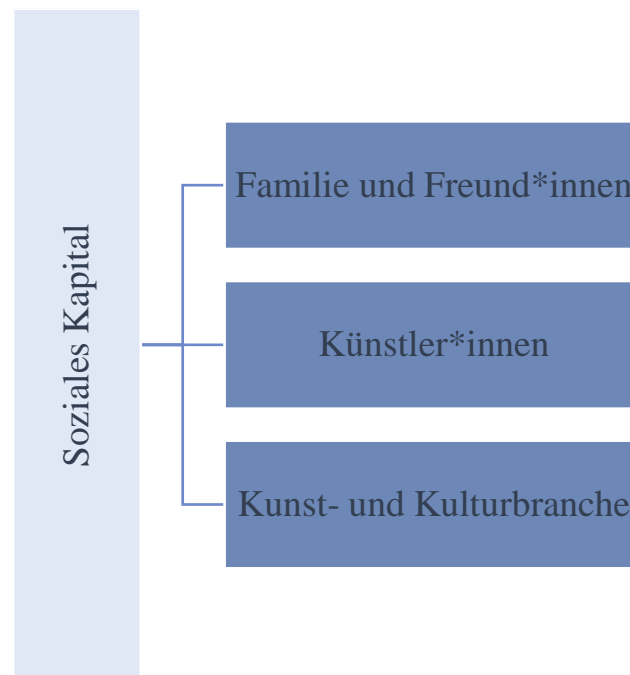 Soziales Kapital
Familie und Freund*innen
Künstler*innen
Kunst- und Kulturbranche